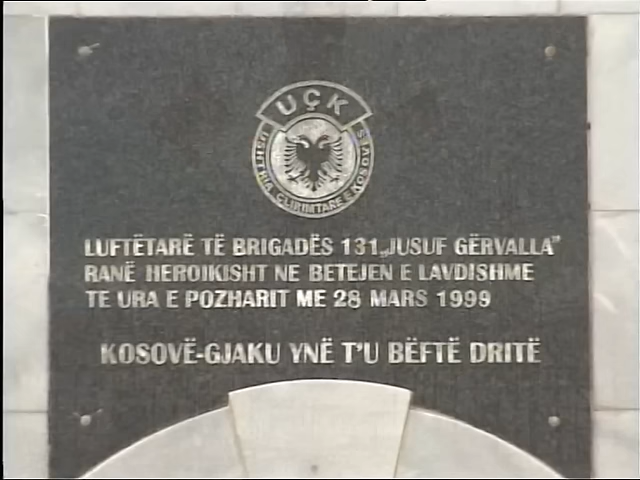 UÇK
USHTRIA ÇLIRIMTARE E KOSOVËS
LUFTËTARË TË BRIGADËS 131„JUSUF GËRVALLA"
RANË HEROIKISHT NE BETEJEN E LAVDISHME
TE URA E POZHARIT ME 28 MARS 1999
KOSOVË-GJAKU YNË T'U BËFTË DRITË